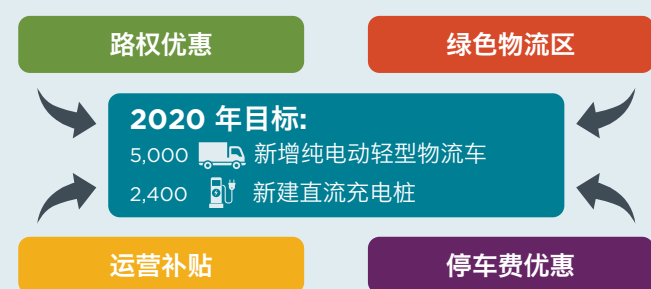 路权优惠
绿色物流区
2020 年目标:
5,000 新增纯电动轻型物流车
2,400 新建直流充电桩
运营补贴
停车费优惠